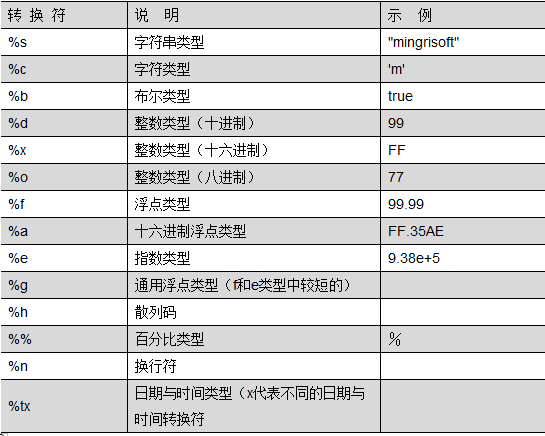 转 换 符 说 明 示 例
%s 字符串类型 "mingrisoft"
%c 字符类型 'm'
%b 布尔类型 true
%d 整数类型（十进制） 99
%x 整数类型（十六进制） FF
%o 整数类型（八进制） 77
%f 浮点类型 99.99
%a 十六进制浮点类型 FF.35AE
%e 指数类型 9.38e+5
%g 通用浮点类型（f和e类型中较短的）
%h 散列码
%% 百分比类型 ％
%n 换行符
%tx 日期与时间类型（x代表不同的日期与
时间转换符